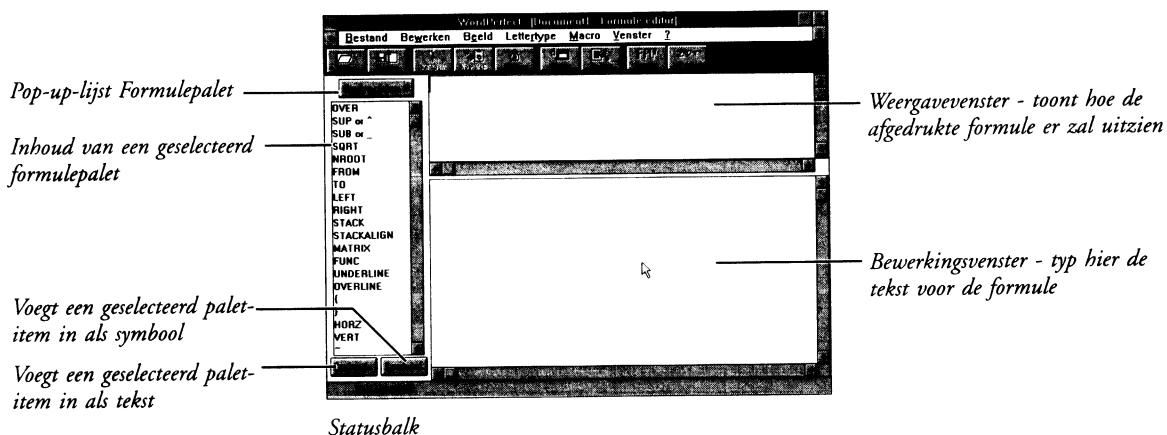 WordPerfect - [Document1 - Formule editor]
Bestand Bewerken Beeld Lettertype Macro Venster ?
Pop-up-lijst Formulepalet
Inhoud van een geselecteerd
formulepalet
Voegt een geselecteerd palet-
item in als symbool
Voegt een geselecteerd palet-
item in als tekst
OVER
SUP or ^
SUB or _
SQRT
NROOT
FROM
TO
LEFT
RIGHT
STACK
STACKALIGN
MATRIX
FUNC
UNDERLINE
OVERLINE
{
}
HORZ
VERT
~
Weergavevenster - toont hoe de
afgedrukte formule er zal uitzien
Bewerkingsvenster - typ hier de
tekst voor de formule
Statusbalk